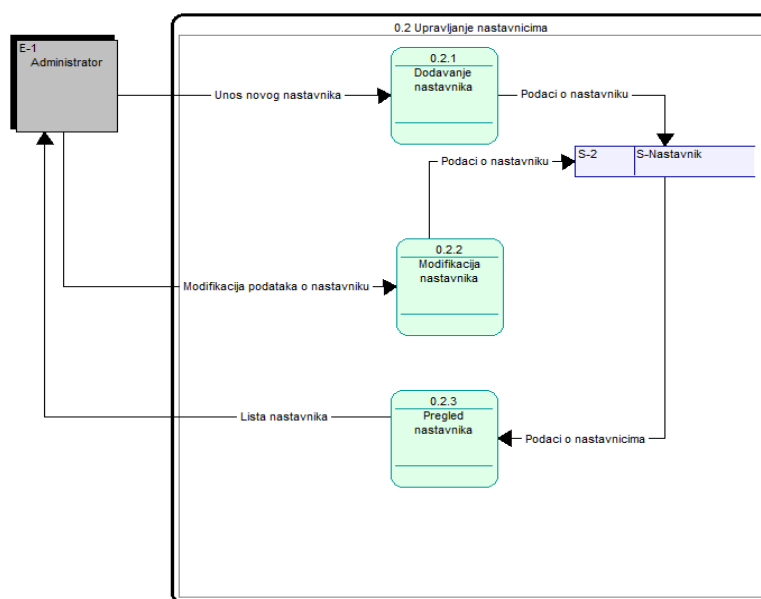 0.2 Upravljanje nastavnicima
E-1
Administrator
0.2.1
Dodavanje
nastavnika
Unos novog nastavnika
Podaci o nastavniku
S-2
S-Nastavnik
Podaci o nastavniku
0.2.2
Modifikacija
nastavnika
Modifikacija podataka o nastavniku
0.2.3
Pregled
nastavnika
Lista nastavnika
Podaci o nastavnicima